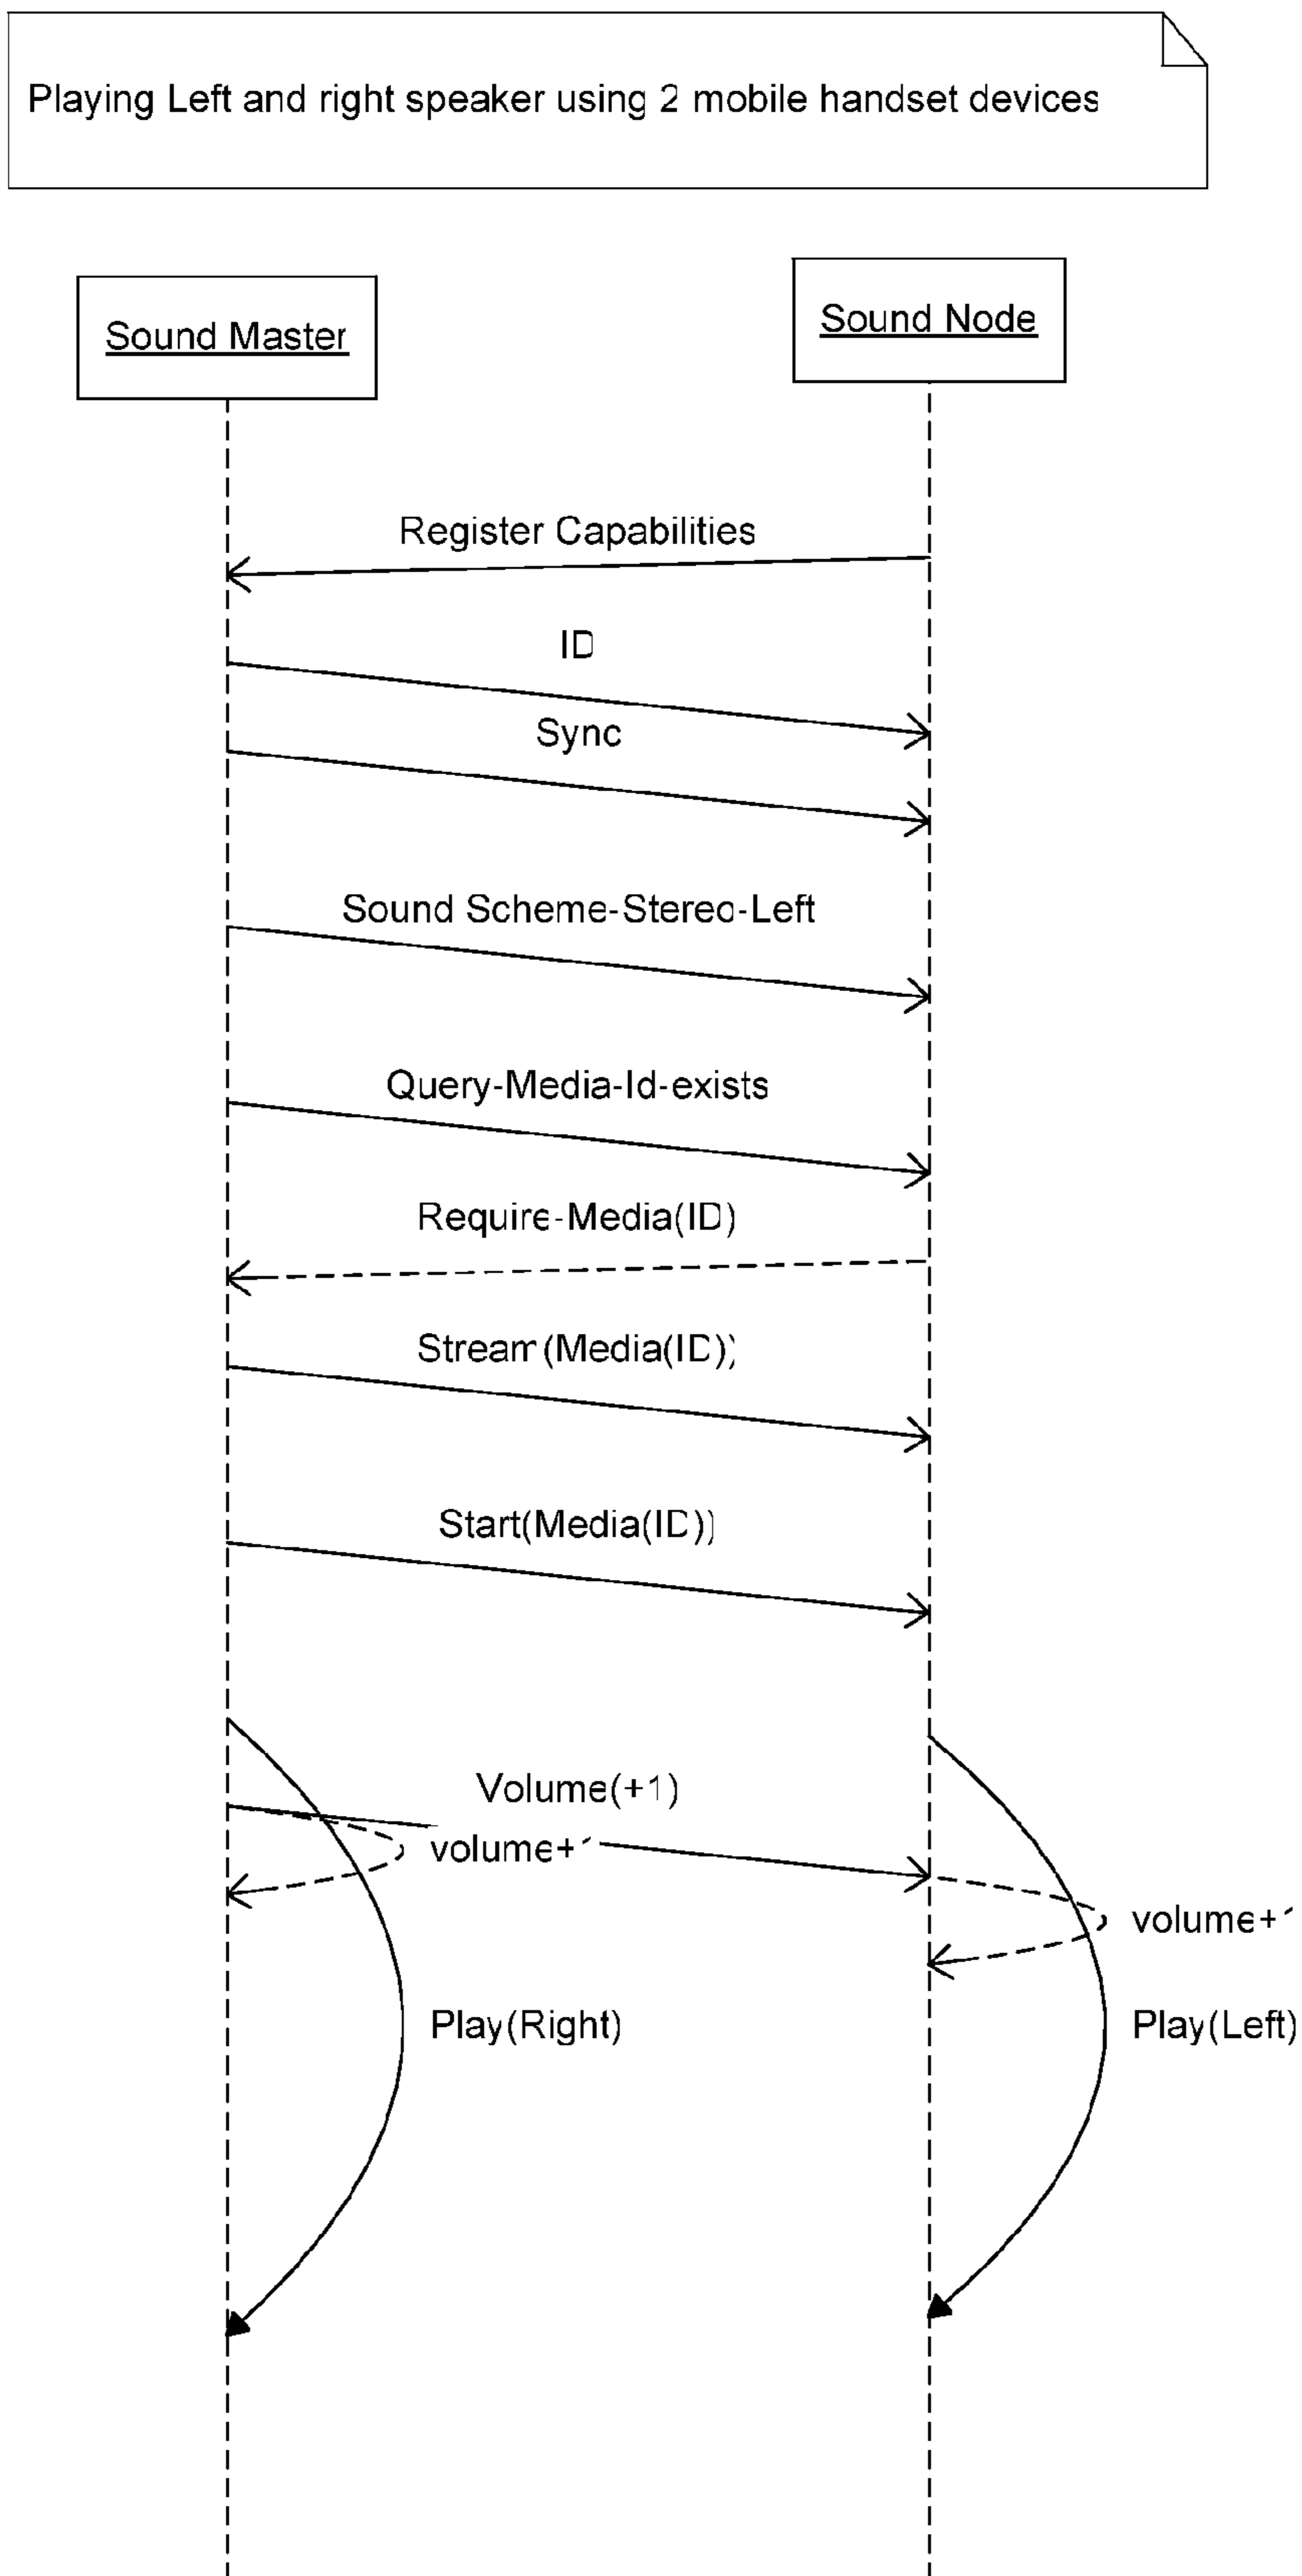 Playing Left and right speaker using 2 mobile handset devices
Sound Master
Sound Node
Register Capabilities
ID
Sync
Sound Scheme-Stereo-Left
Query-Media-Id-exists
Require-Media(ID)
Stream(Media(ID))
Start(Media(ID))
Volume(+1)
volume+1
volume+1
Play(Right)
Play(Left)